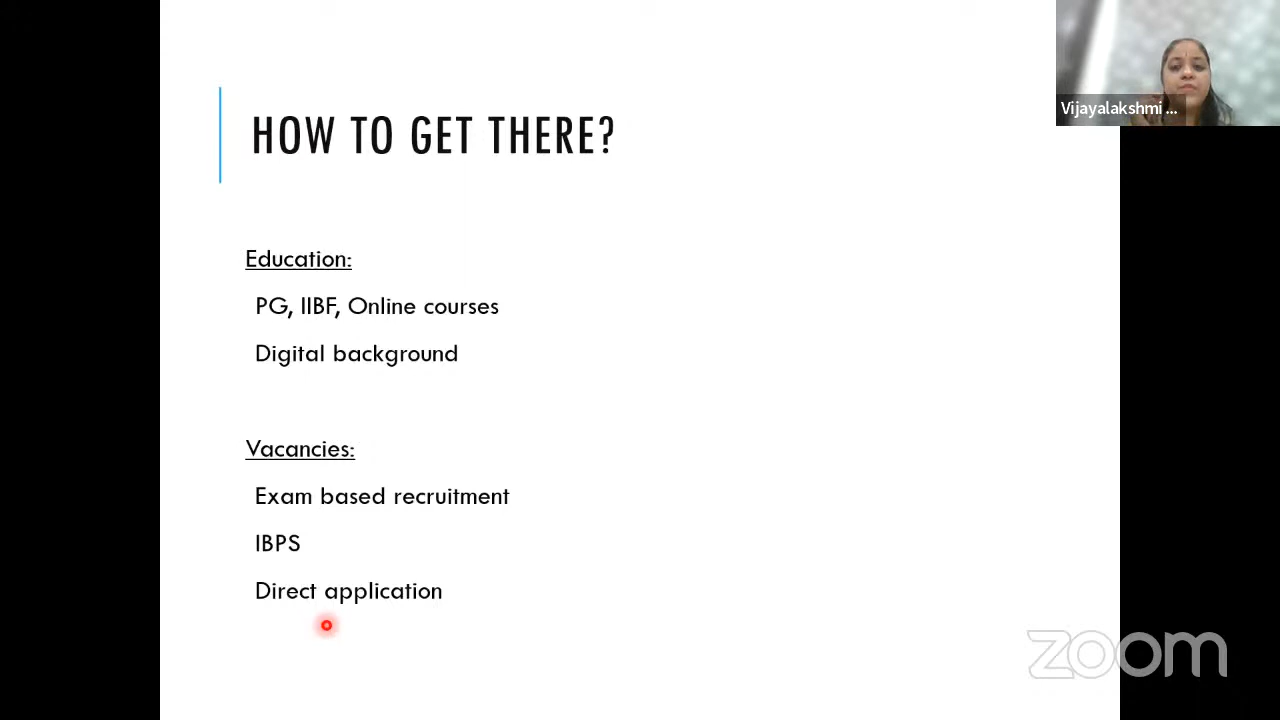 HOW TO GET THERE?
Vijayalakshmi ...
Education:
PG, IIBF, Online courses
Digital background
Vacancies:
Exam based recruitment
IBPS
Direct application
zoom